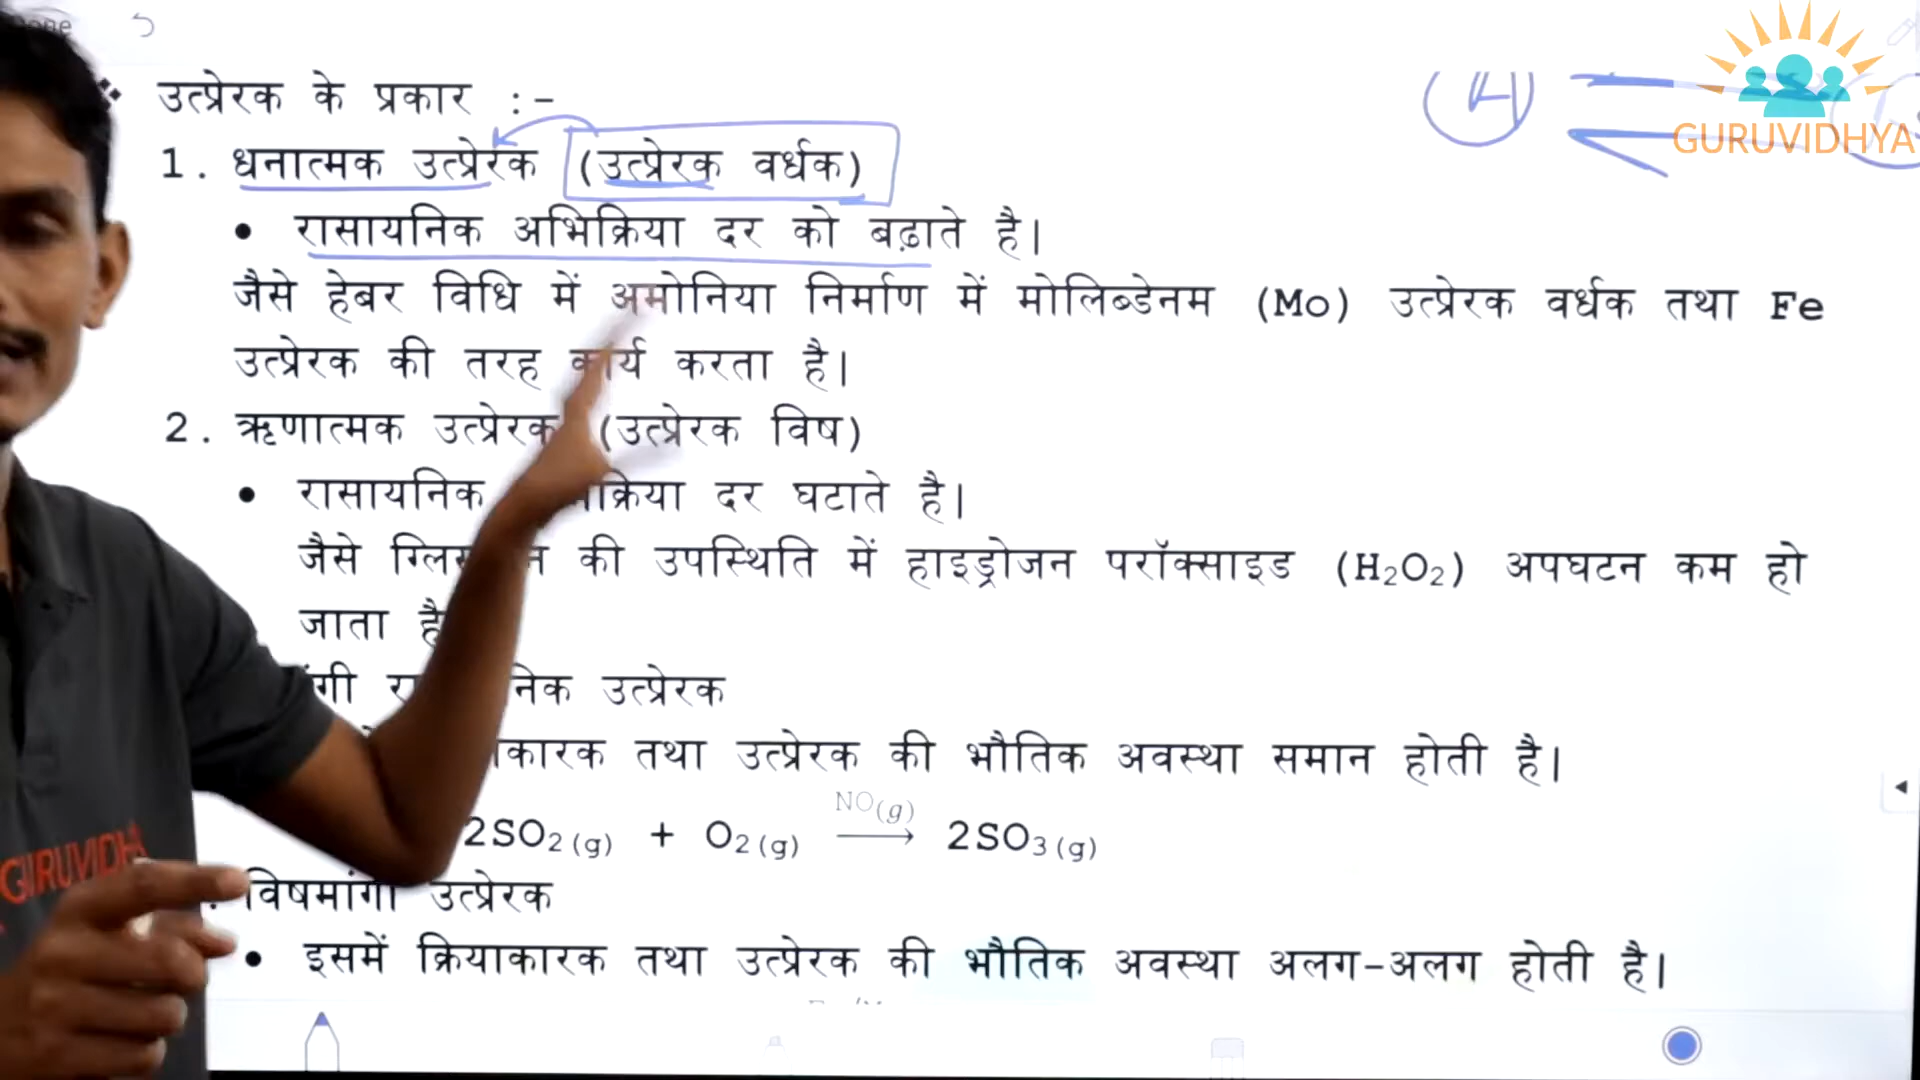 उत्प्रेरक के प्रकार :-
GURUVIDHYA
1. धनात्मक उत्प्रेरक (उत्प्रेरक वर्धक)
• रासायनिक अभिक्रिया दर को बढ़ाते है।
जैसे हेबर विधि में अमोनिया निर्माण में मोलिब्डेनम (Mo) उत्प्रेरक वर्धक तथा Fe
उत्प्रेरक की तरह कार्य करता है।
2. ऋणात्मक उत्प्रेरक (उत्प्रेरक विष)
• रासायनिक दर घटाते है।
जैसे की उपस्थिति में हाइड्रोजन परॉक्साइड (H₂O₂) अपघटन कम हो
जाता है
उत्प्रेरक
तथा उत्प्रेरक की भौतिक अवस्था समान होती है।
NO(g)
2SO₂(g) + O₂(g) ⟶ 2SO₃(g)
विषमांगी उत्प्रेरक
• इसमें क्रियाकारक तथा उत्प्रेरक की भौतिक अवस्था अलग-अलग होती है।